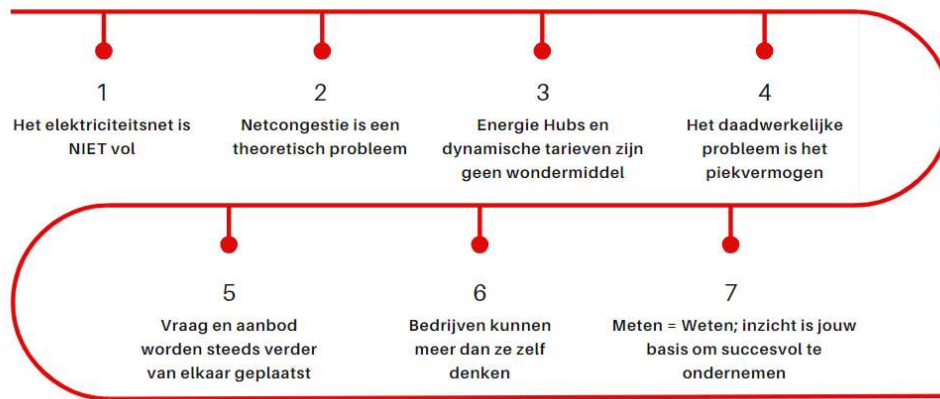 1
Het elektriciteitsnet is
NIET vol
2
Netcongestie is een
theoretisch probleem
3
Energie Hubs en
dynamische tarieven zijn
geen wondermiddel
4
Het daadwerkelijke
probleem is het
piekvermogen
5
Vraag en aanbod
worden steeds verder
van elkaar geplaatst
6
Bedrijven kunnen
meer dan ze zelf
denken
7
Meten = Weten; inzicht is jouw
basis om succesvol te
ondernemen